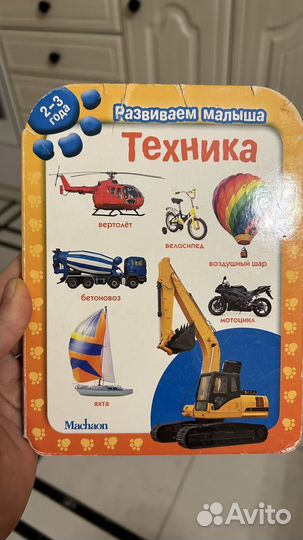 2-3
года
Развиваем малыша
Техника
вертолёт
велосипед
воздушный шар
бетоновоз
мотоцикл
яхта
Machaon
Avito